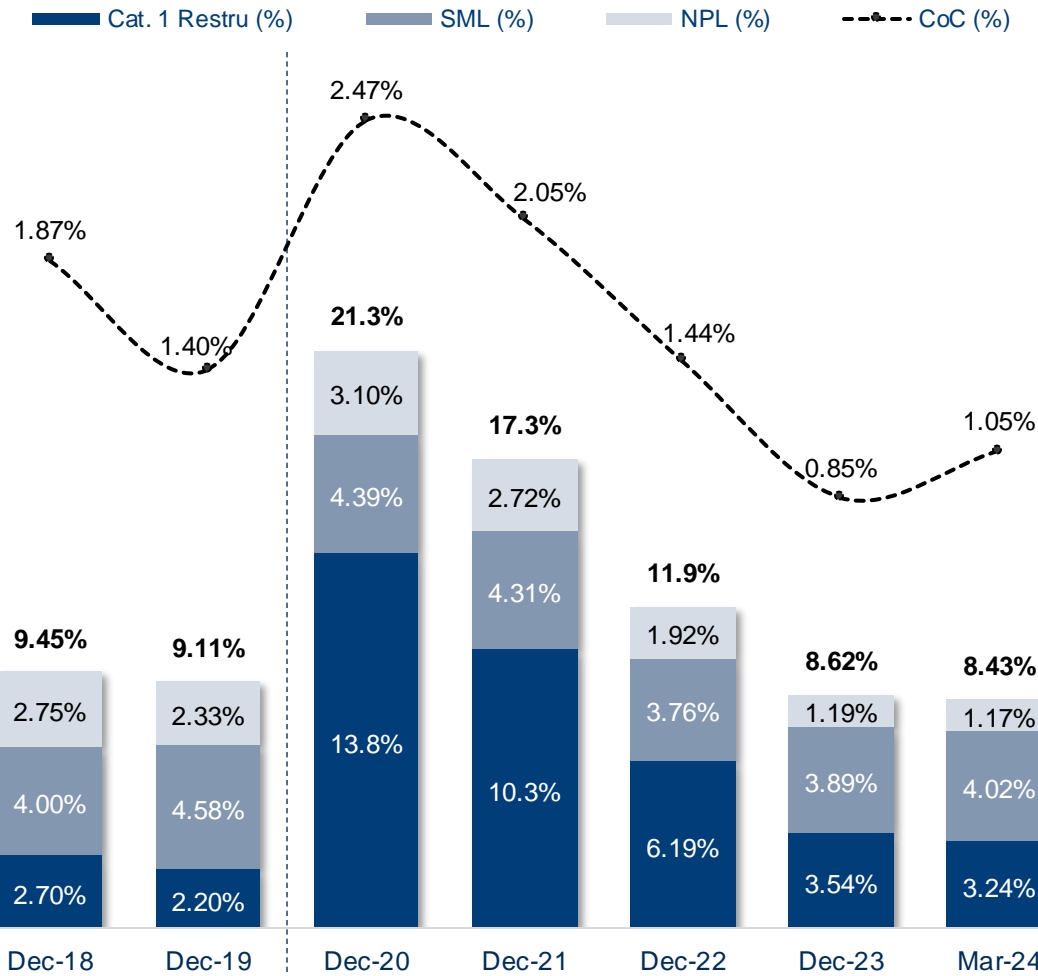 Cat. 1 Restru (%) SML (%) NPL (%) CoC (%)
2.47%
2.05%
1.87%
1.40%
1.44%
1.05%
0.85%
21.3%
17.3%
11.9%
9.45% 9.11% 8.62% 8.43%
2.75% 2.33% 3.10% 2.72% 1.92% 1.19% 1.17%
4.00% 4.58% 4.39% 4.31% 3.76% 3.89% 4.02%
2.70% 2.20% 13.8% 10.3% 6.19% 3.54% 3.24%
Dec-18 Dec-19 Dec-20 Dec-21 Dec-22 Dec-23 Mar-24